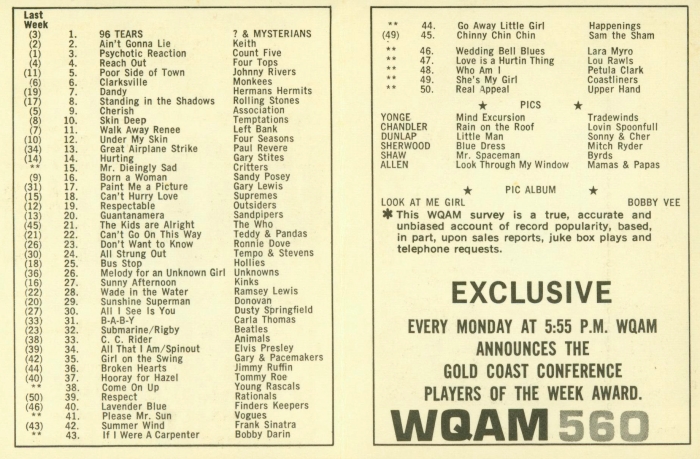 Last
Week
(3) 1. 96 TEARS ? & MYSTERIANS
(2) 2. Ain't Gonna Lie Keith
(1) 3. Psychotic Reaction Count Five
(4) 4. Reach Out Four Tops
(11) 5. Poor Side of Town Johnny Rivers
(6) 6. Clarksville Monkees
(19) 7. Dandy Hermans Hermits
(17) 8. Standing in the Shadows Rolling Stones
(5) 9. Cherish Association
(8) 10. Skin Deep Temptations
(7) 11. Walk Away Renee Left Bank
(10) 12. Under My Skin Four Seasons
(34) 13. Great Airplane Strike Paul Revere
(14) 14. Hurting Gary Stites
** 15. Mr. Dieingly Sad Critters
(9) 16. Born a Woman Sandy Posey
(31) 17. Paint Me a Picture Gary Lewis
(15) 18. Can't Hurry Love Supremes
(12) 19. Respectable Outsiders
(13) 20. Guantanamera Sandpipers
(45) 21. The Kids are Alright The Who
(21) 22. Can't Go On This Way Teddy & Pandas
(26) 23. Don't Want to Know Ronnie Dove
(30) 24. All Strung Out Tempo & Stevens
(18) 25. Bus Stop Hollies
(36) 26. Melody for an Unknown Girl Unknowns
(16) 27. Sunny Afternoon Kinks
(22) 28. Wade in the Water Ramsey Lewis
(20) 29. Sunshine Superman Donovan
(27) 30. All I See Is You Dusty Springfield
(33) 31. B-A-B-Y Carla Thomas
(23) 32. Submarine/Rigby Beatles
(38) 33. C. C. Rider Animals
(39) 34. All That I Am/Spinout Elvis Presley
(42) 35. Girl on the Swing Gary & Pacemakers
(44) 36. Broken Hearts Jimmy Ruffin
(40) 37. Hooray for Hazel Tommy Roe
** 38. Come On Up Young Rascals
(50) 39. Respect Rationals
(46) 40. Lavender Blue Finders Keepers
** 41. Please Mr. Sun Vogues
(43) 42. Summer Wind Frank Sinatra
** 43. If I Were A Carpenter Bobby Darin
** 44. Go Away Little Girl Happenings
(49) 45. Chinny Chin Chin Sam the Sham
** 46. Wedding Bell Blues Lara Myro
** 47. Love is a Hurtin Thing Lou Rawls
** 48. Who Am I Petula Clark
** 49. She's My Girl Coastliners
** 50. Real Appeal Upper Hand
★ PICS ★
YONGE Mind Excursion Tradewinds
CHANDLER Rain on the Roof Lovin Spoonfull
DUNLAP Little Man Sonny & Cher
SHERWOOD Blue Dress Mitch Ryder
SHAW Mr. Spaceman Byrds
ALLEN Look Through My Window Mamas & Papas
★ PIC ALBUM ★
LOOK AT ME GIRL BOBBY VEE
✱ This WQAM survey is a true, accurate and
unbiased account of record popularity, based,
in part, upon sales reports, juke box plays and
telephone requests.
EXCLUSIVE
EVERY MONDAY AT 5:55 P.M. WQAM
ANNOUNCES THE
GOLD COAST CONFERENCE
PLAYERS OF THE WEEK AWARD.
WQAM 560